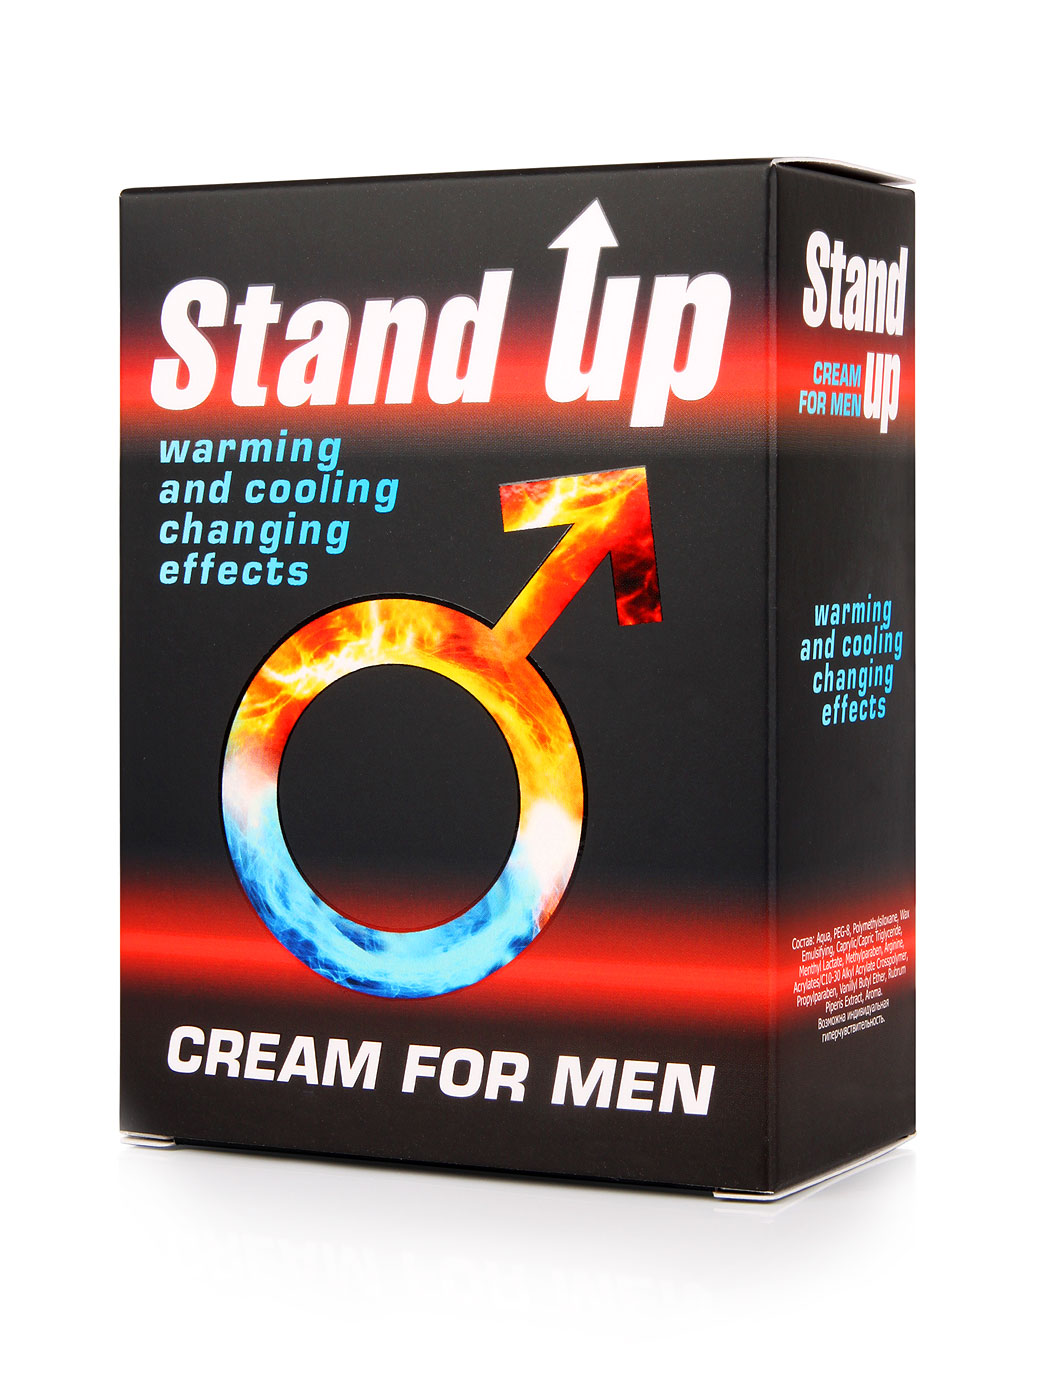 Stand up
warming
and cooling
changing
effects
CREAM FOR MEN
Stand
up
CREAM
FOR MEN
warming
and cooling
changing
effects
Состав: Aqua, PEG-8, Polymethylsiloxane, Wax
Emulsifying, Caprylic/Capric Triglyceride,
Menthyl Lactate, Methylparaben, Arginine,
Acrylates/C10-30 Alkyl Acrylate Crosspolymer,
Propylparaben, Vanillyl Butyl Ether, Rubrum
Piperis Extract, Aroma.
Возможна индивидуальная
гиперчувствительность.